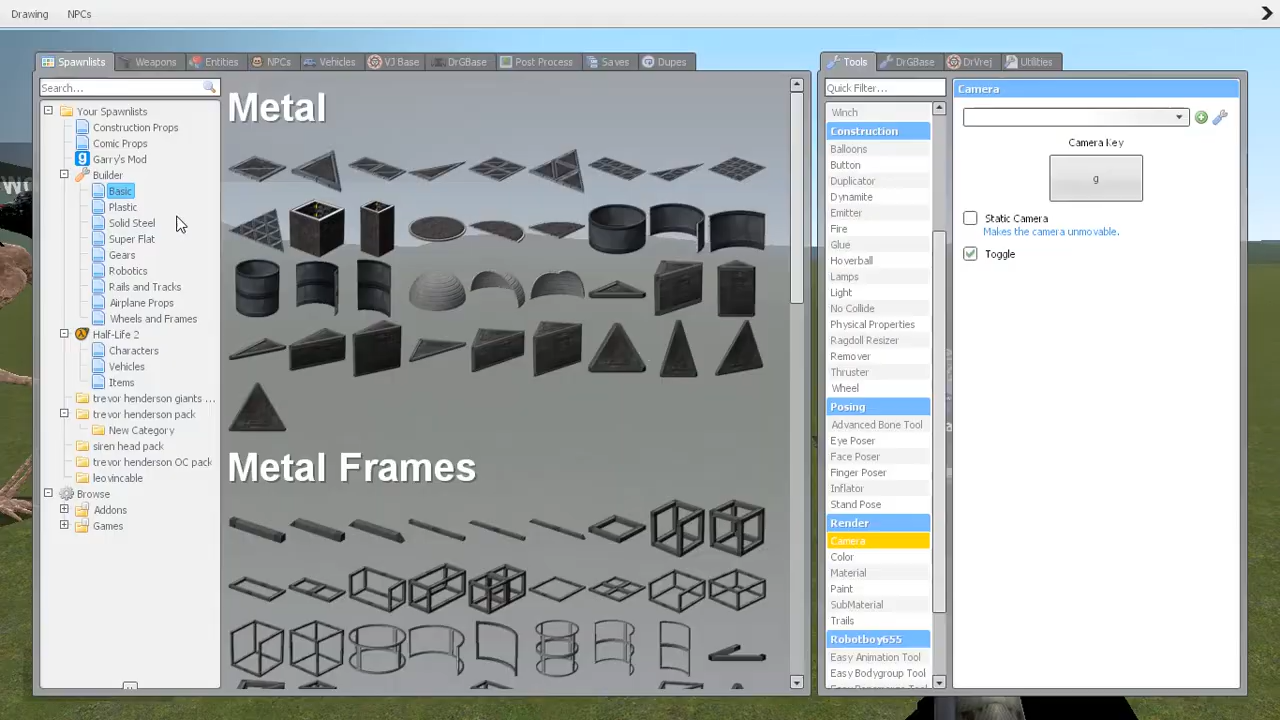 Drawing NPCs
Spawnlists Weapons Entities NPCs Vehicles VJ Base DrGBase Post Process Saves Dupes
Search...
Your Spawnlists
Construction Props
Comic Props
Garry's Mod
Builder
Basic
Plastic
Solid Steel
Super Flat
Gears
Robotics
Rails and Tracks
Airplane Props
Wheels and Frames
Half-Life 2
Characters
Vehicles
Items
trevor henderson giants ...
trevor henderson pack
New Category
siren head pack
trevor henderson OC pack
leovincable
Browse
Addons
Games
Metal
Metal Frames
Tools DrGBase DrVrej Utilities
Quick Filter...
Winch
Construction
Balloons
Button
Duplicator
Dynamite
Emitter
Fire
Glue
Hoverball
Lamps
Light
No Collide
Physical Properties
Ragdoll Resizer
Remover
Thruster
Wheel
Posing
Advanced Bone Tool
Eye Poser
Face Poser
Finger Poser
Inflator
Stand Pose
Render
Camera
Color
Material
Paint
SubMaterial
Trails
Robotboy655
Easy Animation Tool
Easy Bodygroup Tool
Camera
Camera Key
g
Static Camera
Makes the camera unmovable.
Toggle